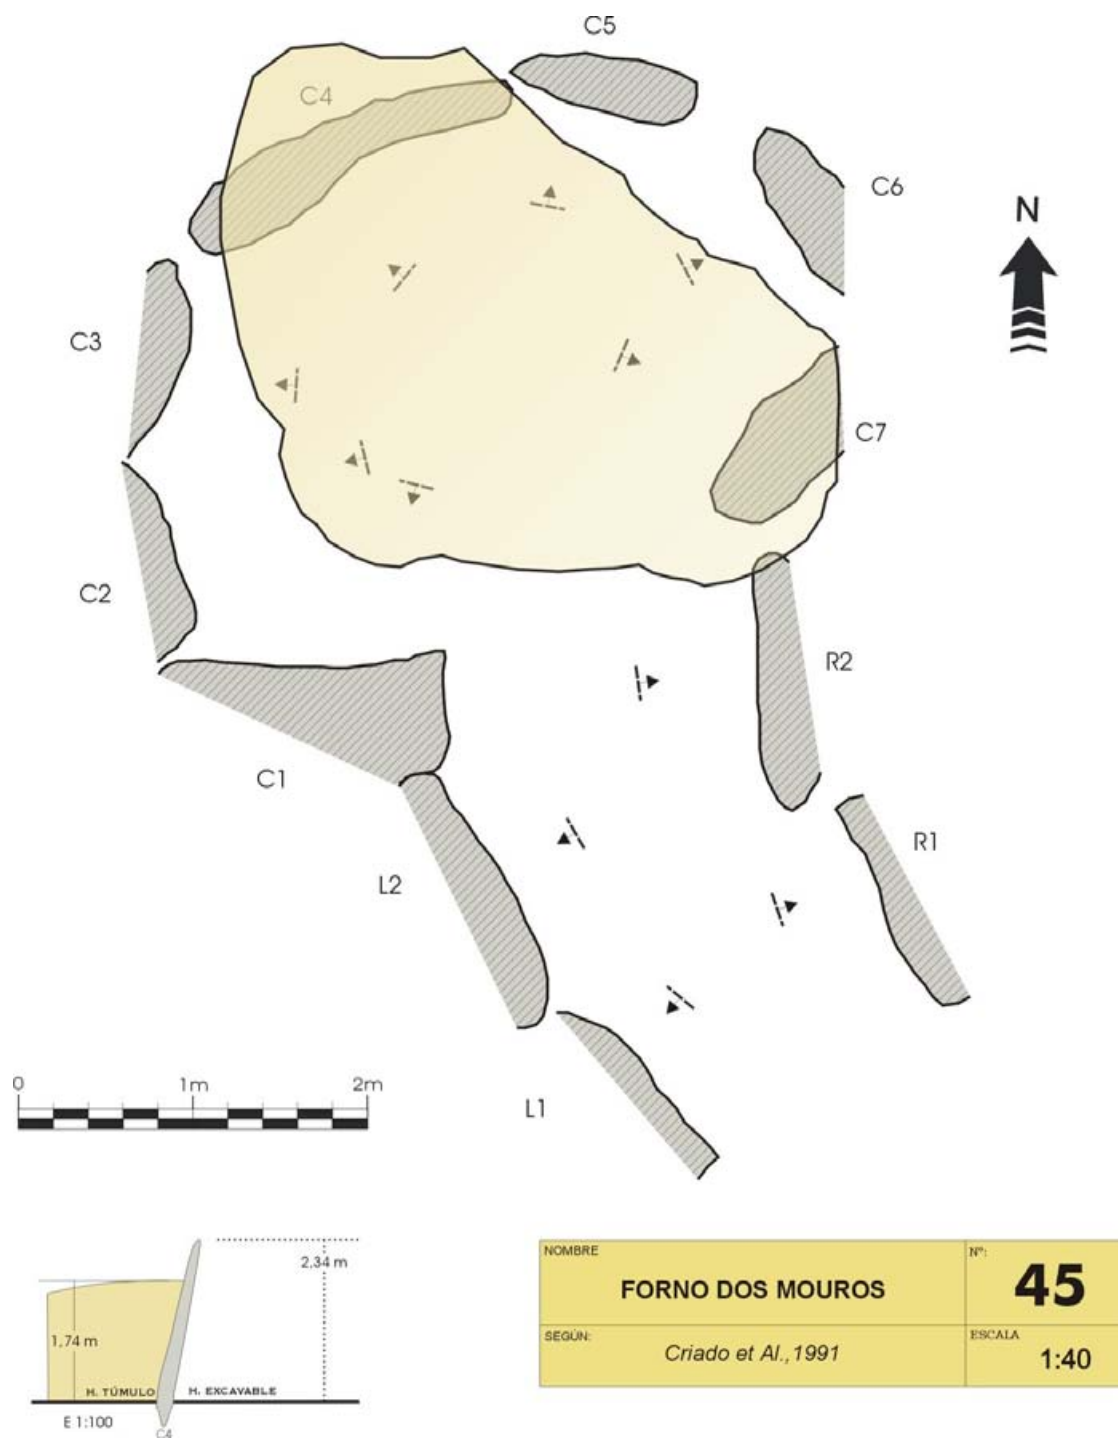 C5
C4
C6
N
C3
C7
C2
R2
C1
R1
L2
0 1m 2m
L1
2,34 m
1,74 m
H. TÚMULO H. EXCAVABLE
E 1:100
C4
NOMBRE
FORNO DOS MOUROS
Nº:
45
SEGÚN:
Criado et Al.,1991
ESCALA
1:40